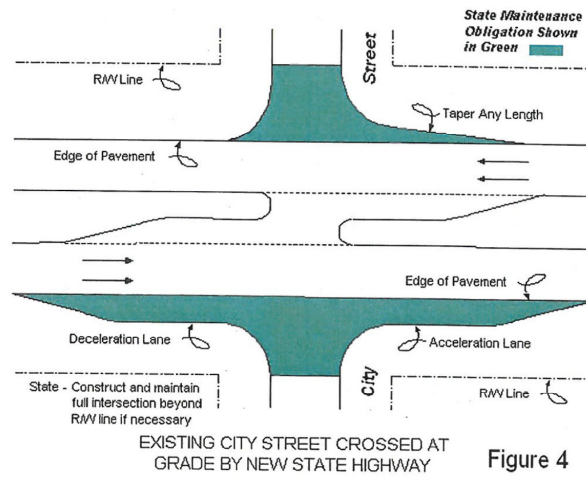 State Maintenance
Obligation Shown
in Green
R/W Line
Street
Taper Any Length
Edge of Pavement
Edge of Pavement
Deceleration Lane
Acceleration Lane
City
State - Construct and maintain
full intersection beyond
R/W line if necessary
R/W Line
EXISTING CITY STREET CROSSED AT
GRADE BY NEW STATE HIGHWAY
Figure 4